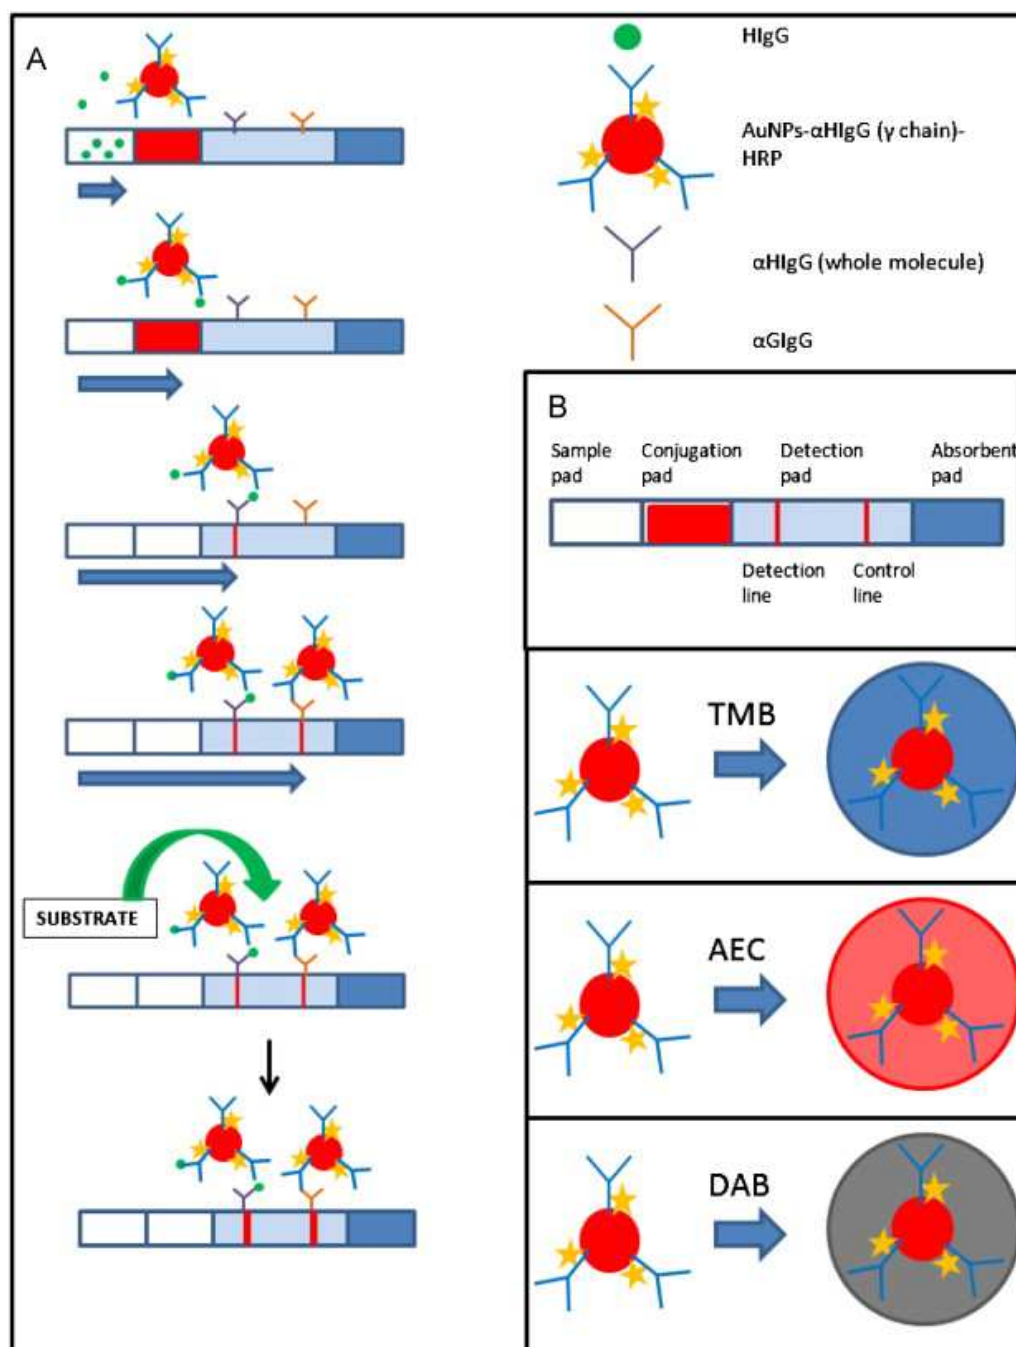 A
HIgG
AuNPs-αHIgG (γ chain)-
HRP
αHIgG (whole molecule)
αGIgG
SUBSTRATE
B
Sample
pad
Conjugation
pad
Detection
pad
Absorbent
pad
Detection
line
Control
line
TMB
AEC
DAB